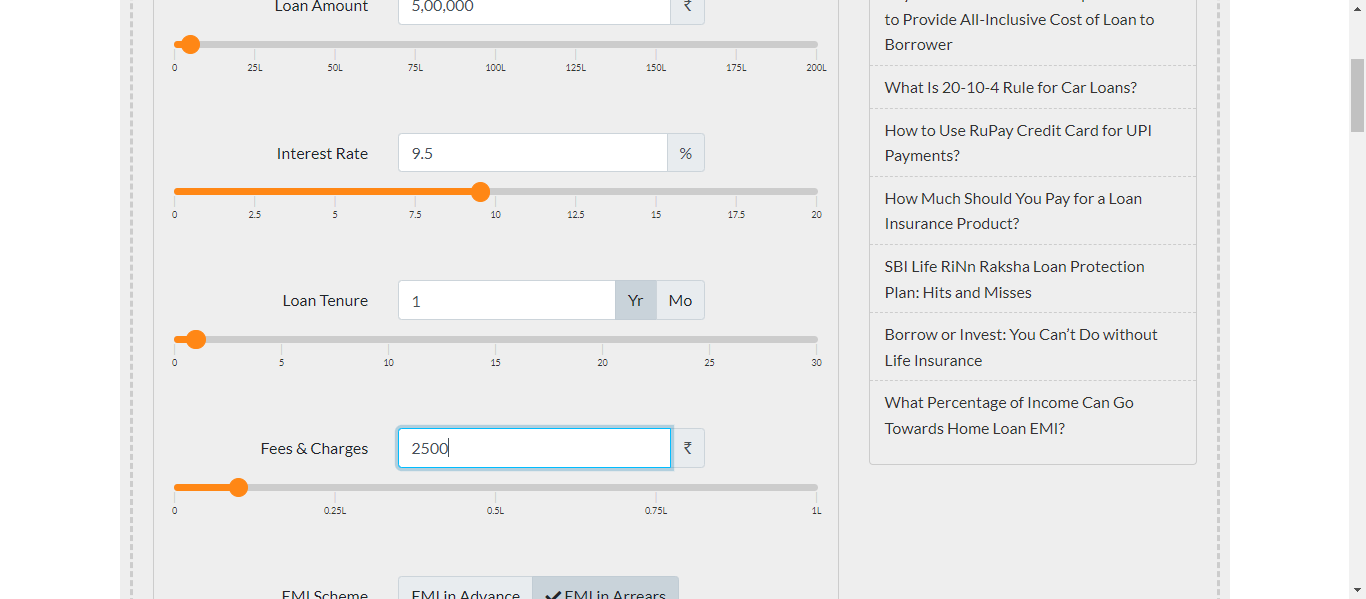 Loan Amount 5,00,000 ₹
0 25L 50L 75L 100L 125L 150L 175L 200L
Interest Rate 9.5 %
0 2.5 5 7.5 10 12.5 15 17.5 20
Loan Tenure 1 Yr Mo
0 5 10 15 20 25 30
Fees & Charges 2500 ₹
0 0.25L 0.5L 0.75L 1L
EMI Scheme EMI in Advance EMI in Arrears
to Provide All-Inclusive Cost of Loan to
Borrower
What Is 20-10-4 Rule for Car Loans?
How to Use RuPay Credit Card for UPI
Payments?
How Much Should You Pay for a Loan
Insurance Product?
SBI Life RiNn Raksha Loan Protection
Plan: Hits and Misses
Borrow or Invest: You Can’t Do without
Life Insurance
What Percentage of Income Can Go
Towards Home Loan EMI?